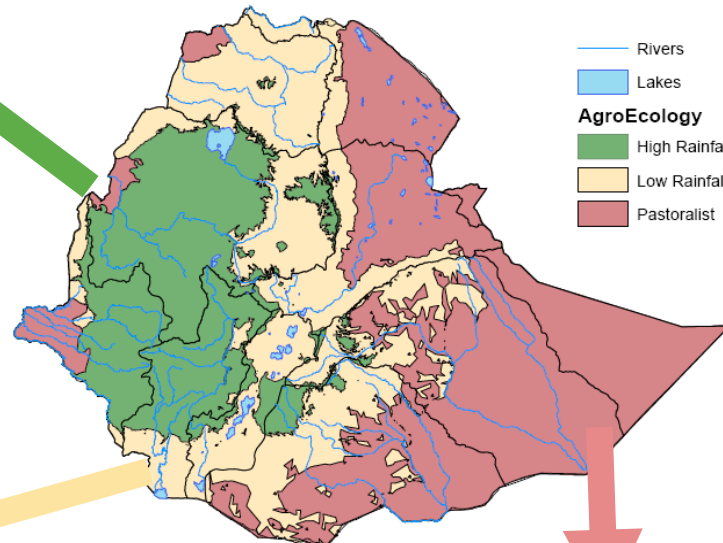 Rivers
Lakes
AgroEcology
High Rainfa
Low Rainfal
Pastoralist